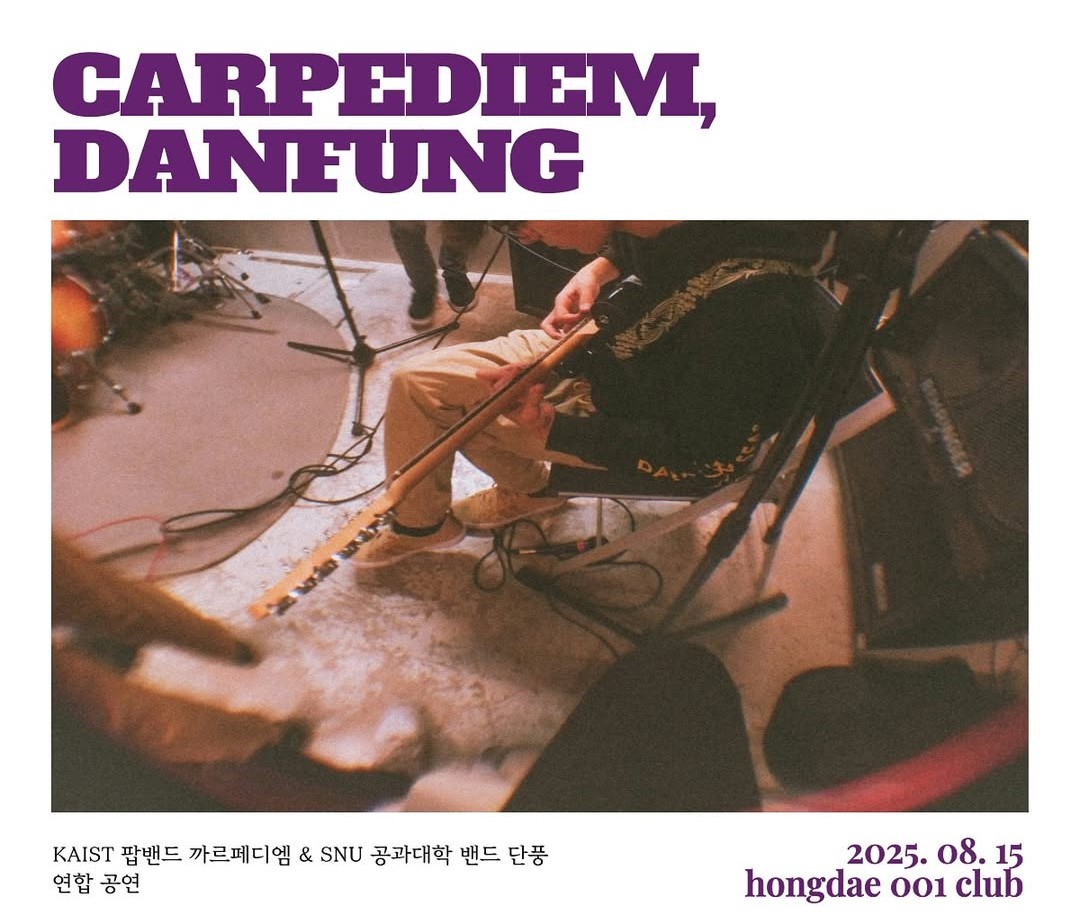 CARPEDIEM,
DANFUNG
KAIST 팝밴드 까르페디엠 & SNU 공과대학 밴드 단풍
연합 공연
2025. 08. 15
hongdae 001 club